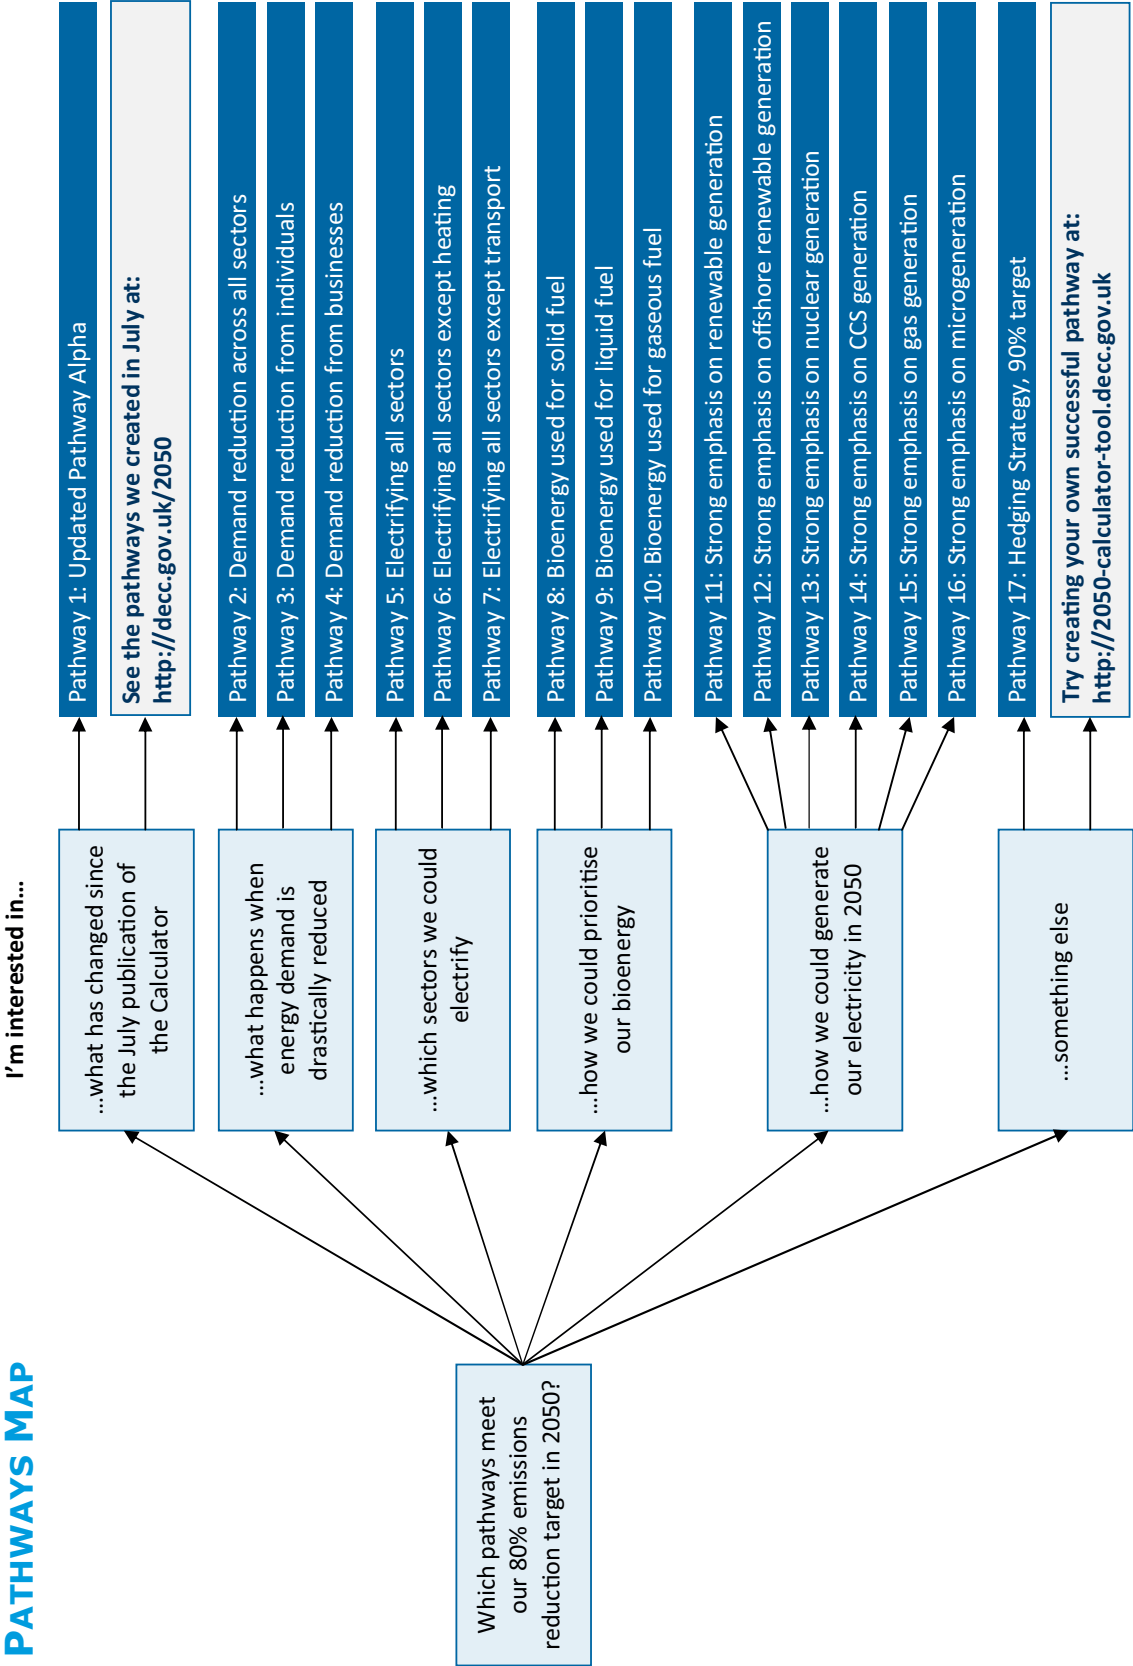 PATHWAYS MAP
I'm interested in...
Which pathways meet
our 80% emissions
reduction target in 2050?
...what has changed since
the July publication of
the Calculator
Pathway 1: Updated Pathway Alpha
See the pathways we created in July at:
http://decc.gov.uk/2050
...what happens when
energy demand is
drastically reduced
Pathway 2: Demand reduction across all sectors
Pathway 3: Demand reduction from individuals
Pathway 4: Demand reduction from businesses
...which sectors we could
electrify
Pathway 5: Electrifying all sectors
Pathway 6: Electrifying all sectors except heating
Pathway 7: Electrifying all sectors except transport
...how we could prioritise
our bioenergy
Pathway 8: Bioenergy used for solid fuel
Pathway 9: Bioenergy used for liquid fuel
Pathway 10: Bioenergy used for gaseous fuel
...how we could generate
our electricity in 2050
Pathway 11: Strong emphasis on renewable generation
Pathway 12: Strong emphasis on offshore renewable generation
Pathway 13: Strong emphasis on nuclear generation
Pathway 14: Strong emphasis on CCS generation
Pathway 15: Strong emphasis on gas generation
Pathway 16: Strong emphasis on microgeneration
...something else
Pathway 17: Hedging Strategy, 90% target
Try creating your own successful pathway at:
http://2050-calculator-tool.decc.gov.uk